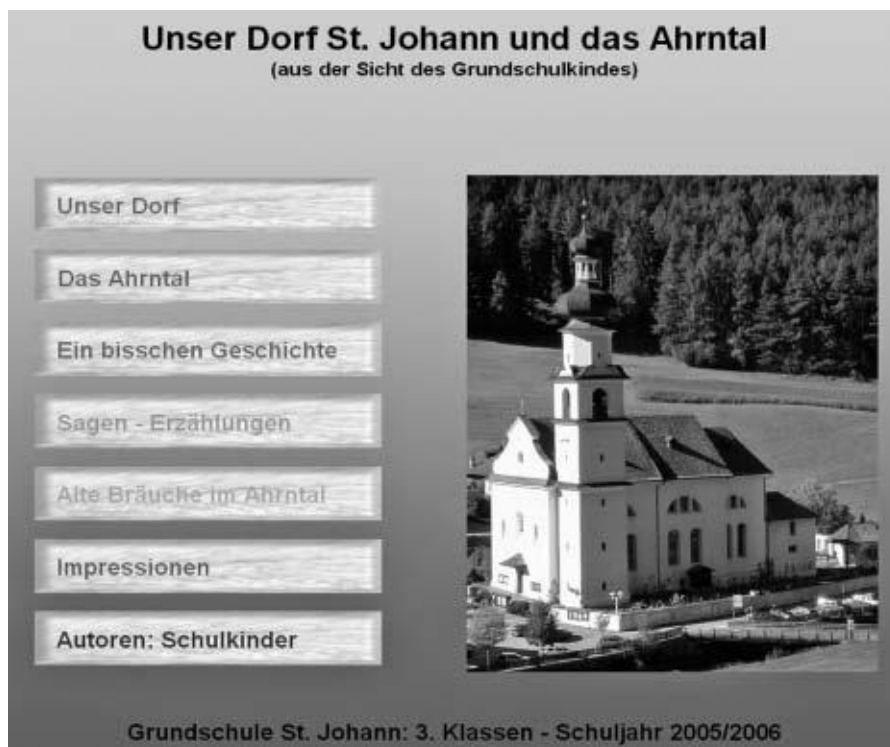 Unser Dorf St. Johann und das Ahrntal
(aus der Sicht des Grundschulkindes)
Unser Dorf
Das Ahrntal
Ein bisschen Geschichte
Sagen - Erzählungen
Alte Bräuche im Ahrntal
Impressionen
Autoren: Schulkinder
Grundschule St. Johann: 3. Klassen - Schuljahr 2005/2006